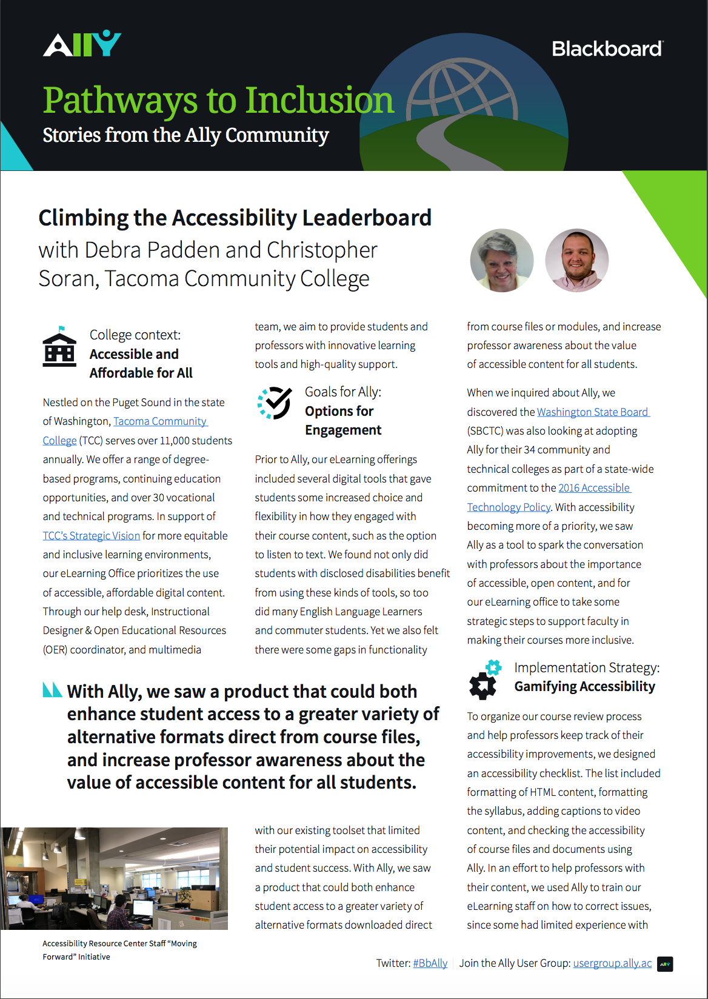 Ally
Blackboard
Pathways to Inclusion
Stories from the Ally Community
Climbing the Accessibility Leaderboard
with Debra Padden and Christopher
Soran, Tacoma Community College
College context:
Accessible and
Affordable for All
Nestled on the Puget Sound in the state
of Washington, Tacoma Community
College (TCC) serves over 11,000 students
annually. We offer a range of degree-
based programs, continuing education
opportunities, and over 30 vocational
and technical programs. In support of
TCC’s Strategic Vision for more equitable
and inclusive learning environments,
our eLearning Office prioritizes the use
of accessible, affordable digital content.
Through our help desk, Instructional
Designer & Open Educational Resources
(OER) coordinator, and multimedia
team, we aim to provide students and
professors with innovative learning
tools and high-quality support.
Goals for Ally:
Options for
Engagement
Prior to Ally, our eLearning offerings
included several digital tools that gave
students some increased choice and
flexibility in how they engaged with
their course content, such as the option
to listen to text. We found not only did
students with disclosed disabilities benefit
from using these kinds of tools, so too
did many English Language Learners
and commuter students. Yet we also felt
there were some gaps in functionality
With Ally, we saw a product that could both
enhance student access to a greater variety of
alternative formats direct from course files,
and increase professor awareness about the
value of accessible content for all students.
Accessibility Resource Center Staff “Moving
Forward” Initiative
with our existing toolset that limited
their potential impact on accessibility
and student success. With Ally, we saw
a product that could both enhance
student access to a greater variety of
alternative formats downloaded direct
from course files or modules, and increase
professor awareness about the value
of accessible content for all students.
When we inquired about Ally, we
discovered the Washington State Board
(SBCTC) was also looking at adopting
Ally for their 34 community and
technical colleges as part of a state-wide
commitment to the 2016 Accessible
Technology Policy. With accessibility
becoming more of a priority, we saw
Ally as a tool to spark the conversation
with professors about the importance
of accessible, open content, and for
our eLearning office to take some
strategic steps to support faculty in
making their courses more inclusive.
Implementation Strategy:
Gamifying Accessibility
To organize our course review process
and help professors keep track of their
accessibility improvements, we designed
an accessibility checklist. The list included
formatting of HTML content, formatting
the syllabus, adding captions to video
content, and checking the accessibility
of course files and documents using
Ally. In an effort to help professors with
their content, we used Ally to train our
eLearning staff on how to correct issues,
since some had limited experience with
Twitter: #BbAlly Join the Ally User Group: usergroup.ally.ac
Ally